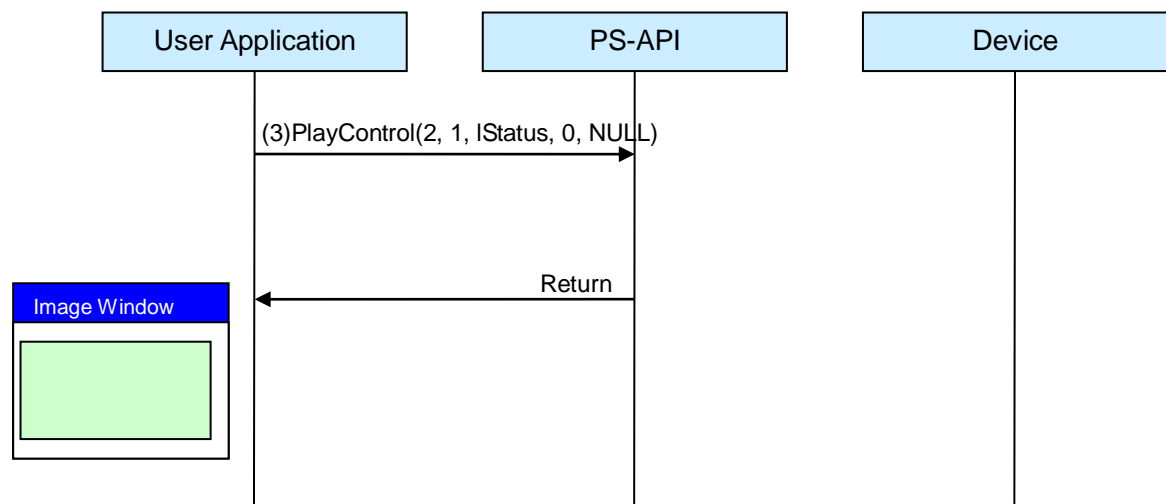 User Application
PS-API
Device
(3)PlayControl(2, 1, lStatus, 0, NULL)
Return
Image Window